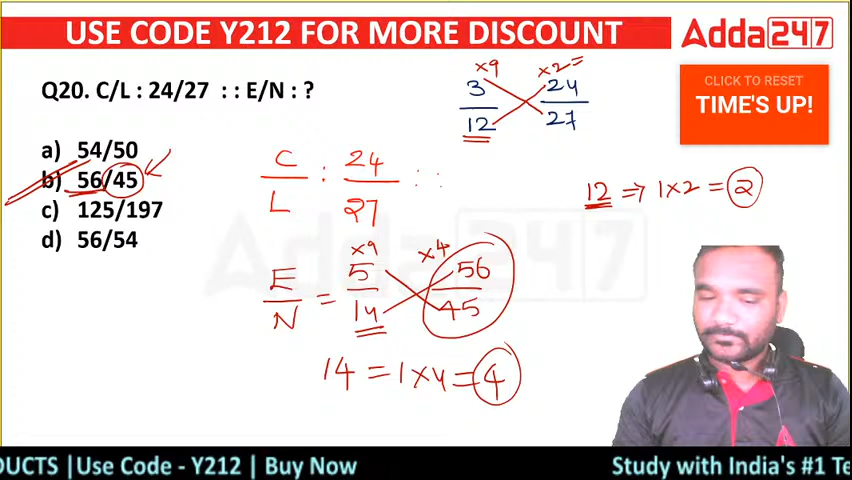 USE CODE Y212 FOR MORE DISCOUNT
Adda247
Q20. C/L : 24/27 : : E/N : ?
CLICK TO RESET
TIME'S UP!
a) 54/50
b) 56/45
c) 125/197
d) 56/54
×9 ×2=
3 24
12 27
C : 24 : :
L 27
12 ⇒ 1×2 = 2
×9 ×4
E = 5 56
N 14 45
14 = 1×4 = 4
Adda247
DUCTS |Use Code - Y212 | Buy Now
Study with India's #1 Te